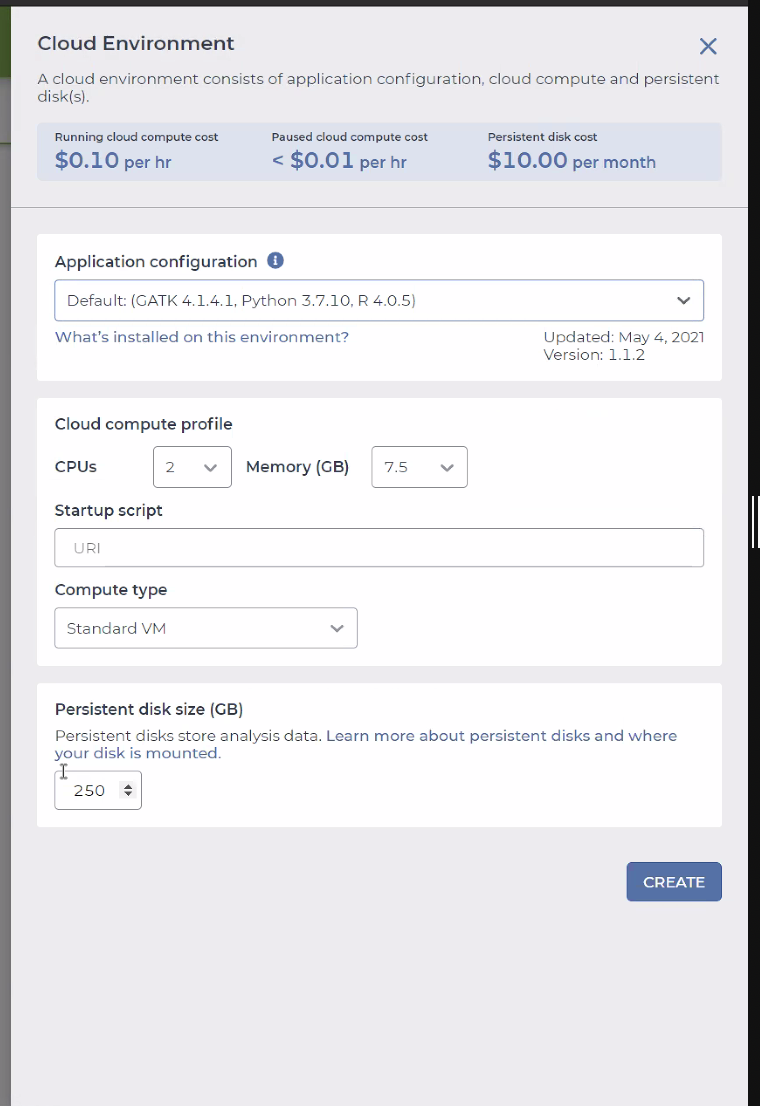 Cloud Environment
A cloud environment consists of application configuration, cloud compute and persistent
disk(s).
Running cloud compute cost
$0.10 per hr
Paused cloud compute cost
< $0.01 per hr
Persistent disk cost
$10.00 per month
Application configuration
Default: (GATK 4.1.4.1, Python 3.7.10, R 4.0.5)
What's installed on this environment?
Updated: May 4, 2021
Version: 1.1.2
Cloud compute profile
CPUs 2 Memory (GB) 7.5
Startup script
URI
Compute type
Standard VM
Persistent disk size (GB)
Persistent disks store analysis data. Learn more about persistent disks and where
your disk is mounted.
250
CREATE